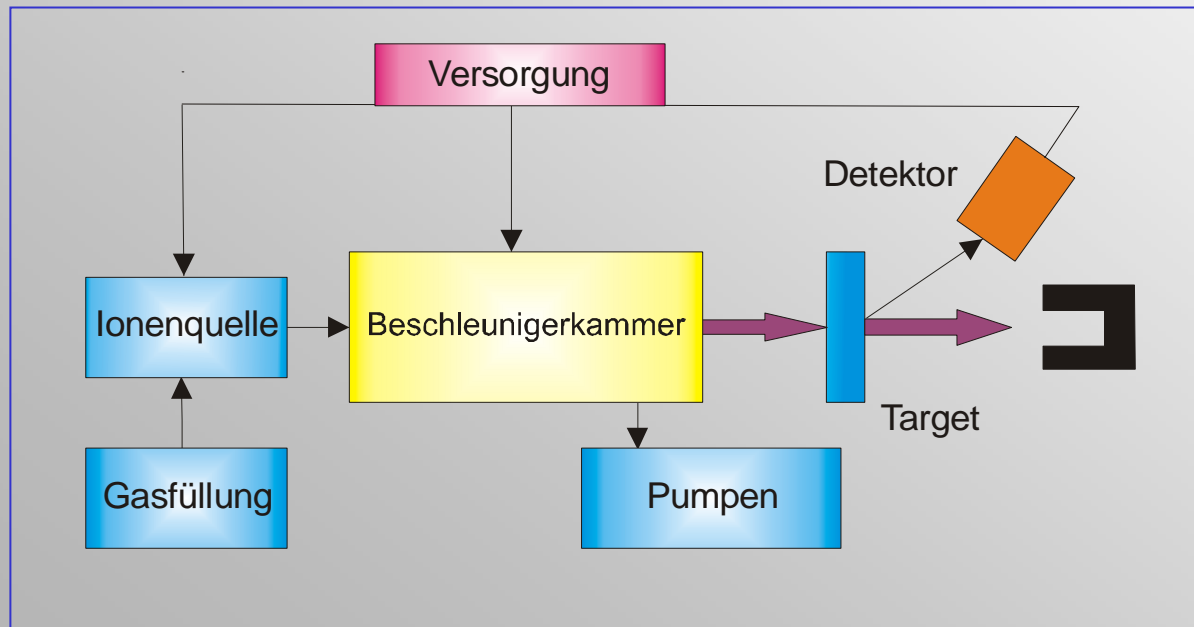 Versorgung
Detektor
Ionenquelle
Beschleunigerkammer
Target
Gasfüllung
Pumpen